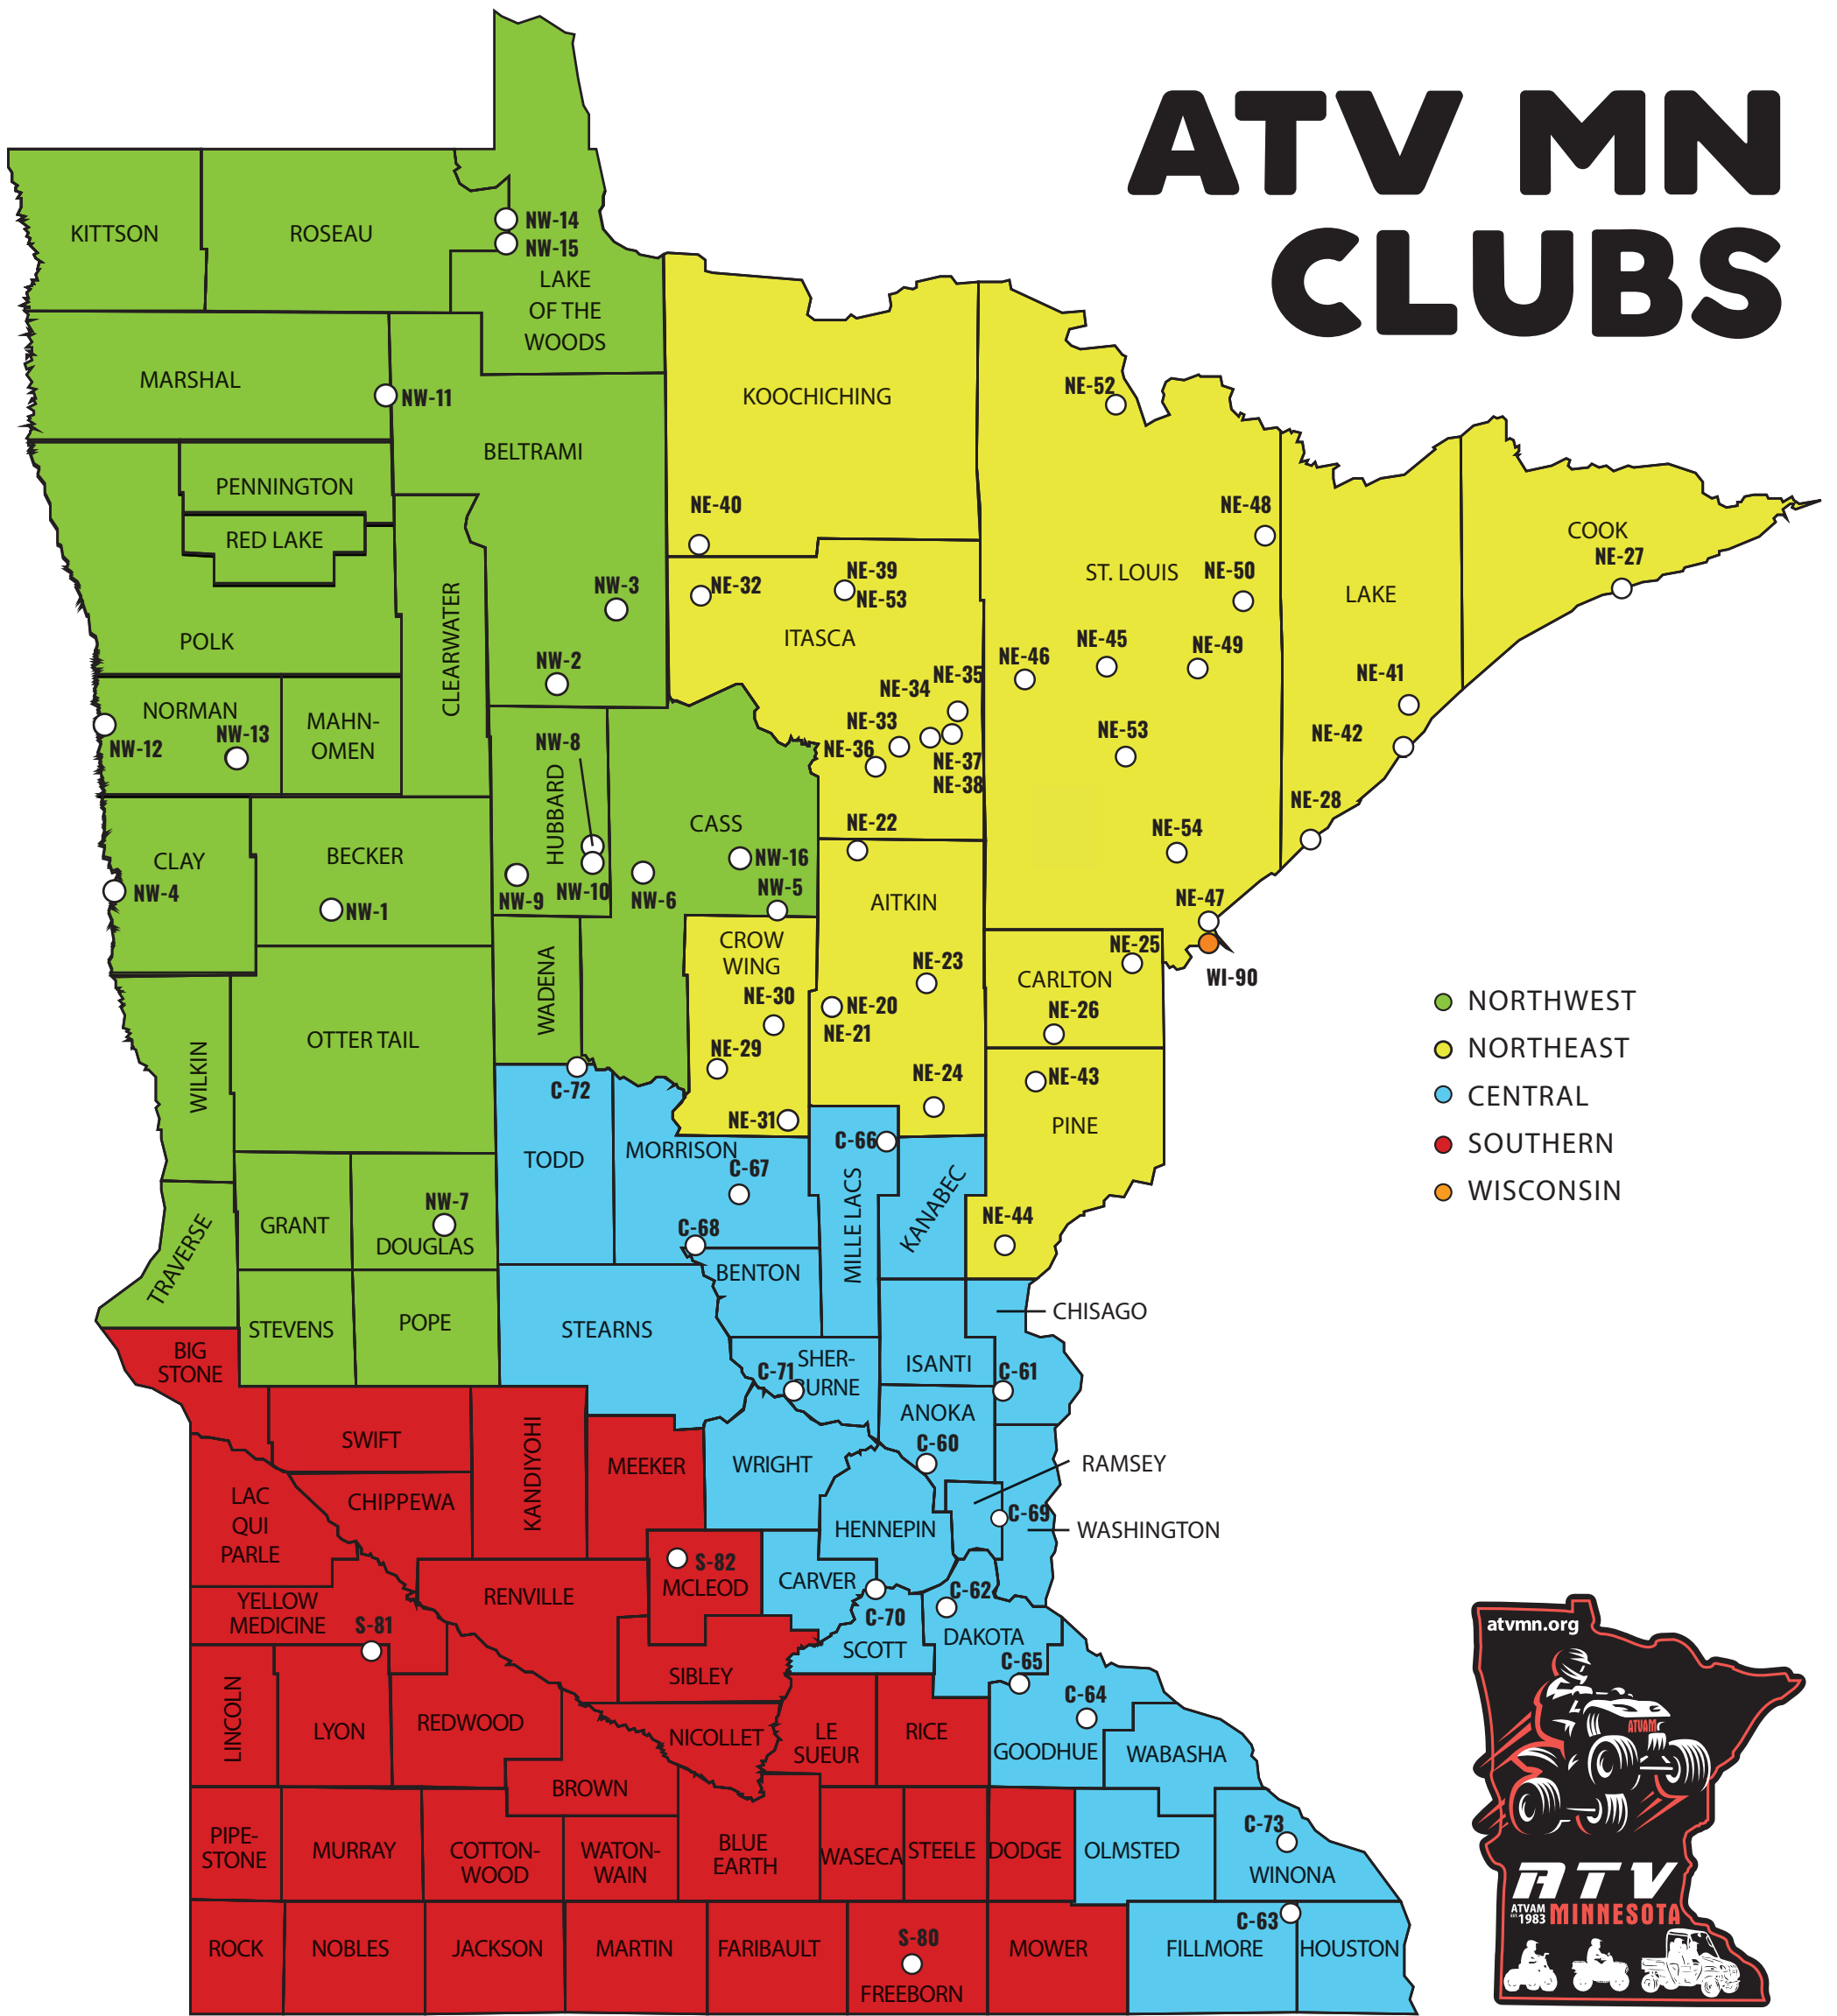 ATV MN
CLUBS
KITTSON
ROSEAU
NW-14
NW-15
LAKE
OF THE
WOODS
MARSHAL
NW-11
BELTRAMI
KOOCHICHING
NE-52
PENNINGTON
RED LAKE
NE-40
NE-48
COOK
NE-27
CLEARWATER
NW-3
NE-32
NE-39
NE-53
ST. LOUIS
NE-50
LAKE
POLK
ITASCA
NW-2
NE-46
NE-45
NE-49
NE-41
NORMAN
NW-12
NW-13
MAHN-
OMEN
NW-8
NE-35
NE-34
NE-33
NE-36
NE-37
NE-38
NE-53
NE-42
HUBBARD
CASS
NE-22
NE-28
CLAY
BECKER
NE-54
NW-4
NW-1
NW-9
NW-10
NW-6
NW-16
NW-5
AITKIN
NE-47
WI-90
CROW
WING
WADENA
NE-23
NE-25
CARLTON
NE-30
NE-20
NE-21
NE-26
OTTER TAIL
WILKIN
NE-29
NE-24
NE-43
C-72
NE-31
PINE
NORTHWEST
NORTHEAST
CENTRAL
SOUTHERN
WISCONSIN
TODD
MORRISON
C-66
C-67
MILLE LACS
KANABEC
NW-7
GRANT
DOUGLAS
C-68
NE-44
TRAVERSE
BENTON
CHISAGO
STEVENS
POPE
STEARNS
BIG
STONE
SHER-
BURNE
C-71
ISANTI
C-61
SWIFT
KANDIYOHI
ANOKA
C-60
MEEKER
WRIGHT
RAMSEY
LAC
QUI
PARLE
CHIPPEWA
HENNEPIN
C-69
WASHINGTON
S-82
MCLEOD
CARVER
RENVILLE
YELLOW
MEDICINE
S-81
C-70
C-62
SCOTT
DAKOTA
C-65
SIBLEY
C-64
LINCOLN
LYON
REDWOOD
NICOLLET
LE
SUEUR
RICE
GOODHUE
WABASHA
BROWN
PIPE-
STONE
MURRAY
COTTON-
WOOD
WATON-
WAIN
BLUE
EARTH
WASECA
STEELE
DODGE
OLMSTED
C-73
WINONA
ROCK
NOBLES
JACKSON
MARTIN
FARIBAULT
S-80
FREEBORN
MOWER
C-63
FILLMORE
HOUSTON
atvmn.org
ATVAM
ATV
ATVAM
EST. 1983
MINNESOTA